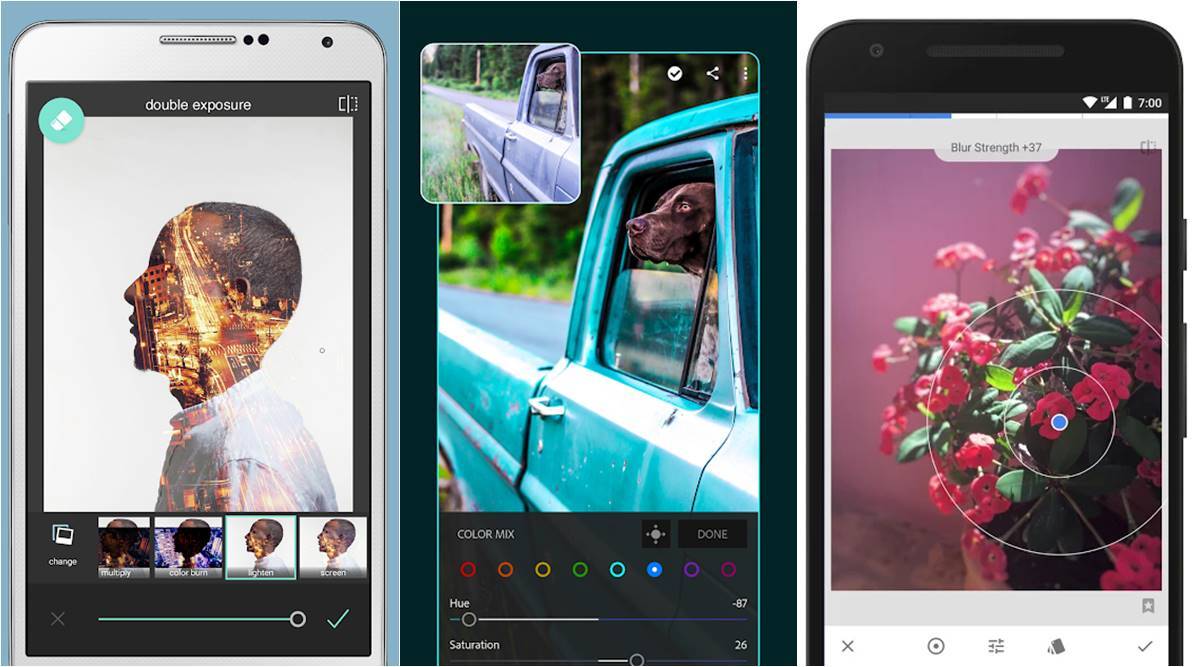 double exposure
change
multiply
color burn
lighten
screen
COLOR MIX
DONE
Hue
-87
Saturation
26
LTE
7:00
Blur Strength +37